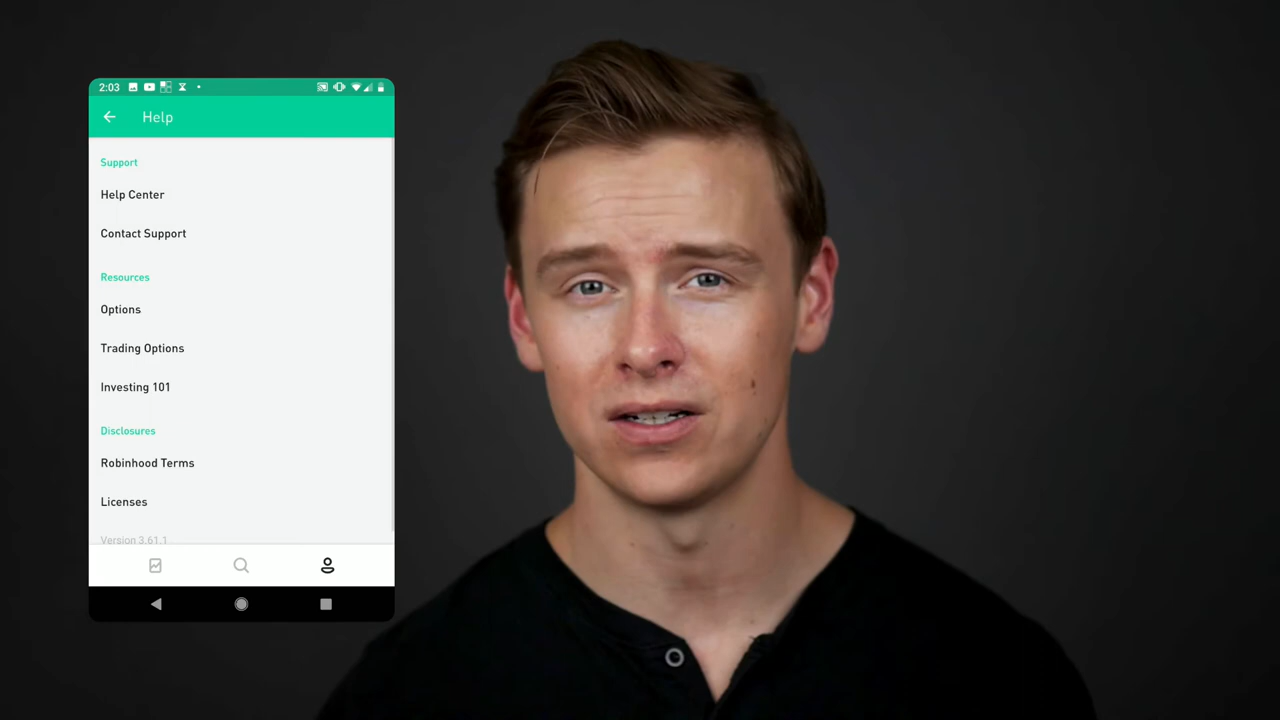 2:03
Help
Support
Help Center
Contact Support
Resources
Options
Trading Options
Investing 101
Disclosures
Robinhood Terms
Licenses
Version 3.61.1